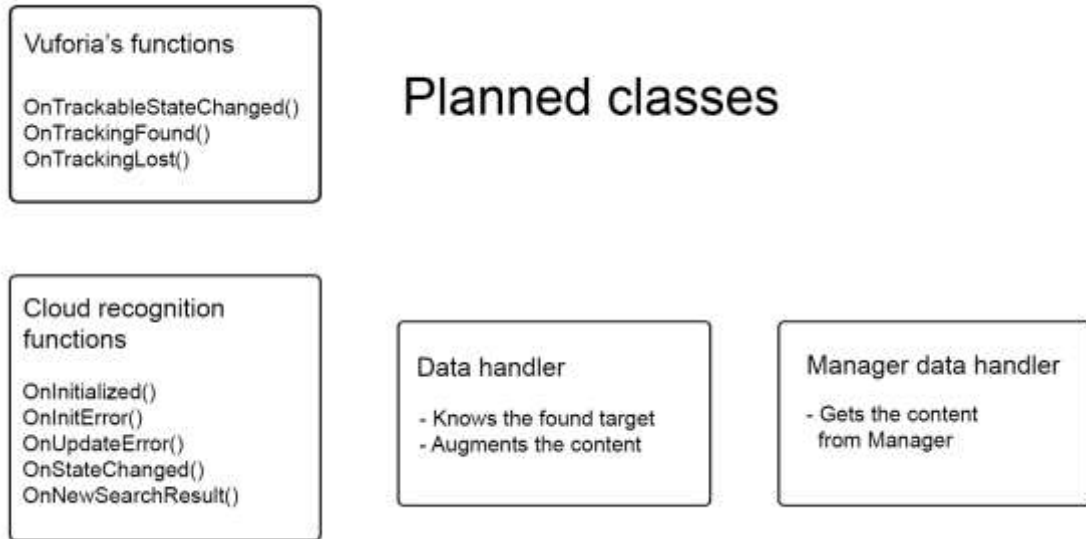 Vuforia's functions
OnTrackableStateChanged()
OnTrackingFound()
OnTrackingLost()
Planned classes
Cloud recognition
functions
OnInitialized()
OnInitError()
OnUpdateError()
OnStateChanged()
OnNewSearchResult()
Data handler
- Knows the found target
- Augments the content
Manager data handler
- Gets the content
from Manager